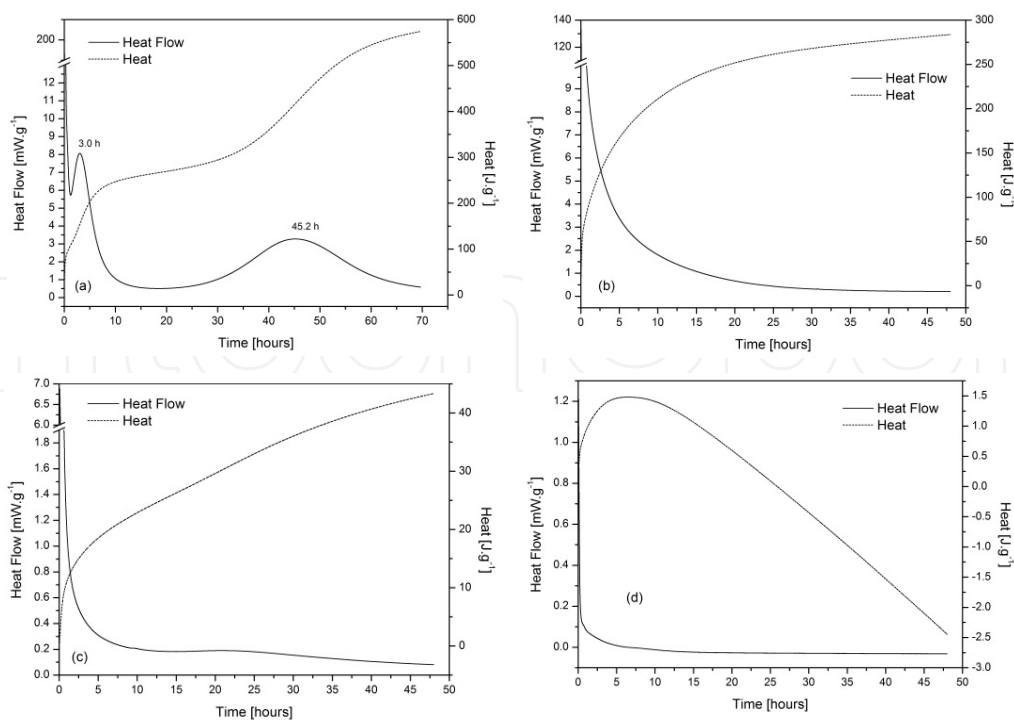 Heat Flow
Heat
3.0 h
45.2 h
(a)
Heat Flow [mW.g⁻¹]
200
12
11
10
9
8
7
6
5
4
3
2
1
0
600
500
400
300
200
100
0
Heat [J.g⁻¹]
0 10 20 30 40 50 60 70
Time [hours]
Heat Flow
Heat
(b)
Heat Flow [mW.g⁻¹]
140
120
9
8
7
6
5
4
3
2
1
0
300
250
200
150
100
50
0
Heat [J.g⁻¹]
0 5 10 15 20 25 30 35 40 45 50
Time [hours]
Heat Flow
Heat
(c)
Heat Flow [mW.g⁻¹]
7.0
6.5
6.0
1.8
1.6
1.4
1.2
1.0
0.8
0.6
0.4
0.2
0.0
40
30
20
10
0
Heat [J.g⁻¹]
0 5 10 15 20 25 30 35 40 45 50
Time [hours]
Heat Flow
Heat
(d)
Heat Flow [mW.g⁻¹]
1.2
1.0
0.8
0.6
0.4
0.2
0.0
1.5
1.0
0.5
0.0
-0.5
-1.0
-1.5
-2.0
-2.5
-3.0
Heat [J.g⁻¹]
0 5 10 15 20 25 30 35 40 45 50
Time [hours]